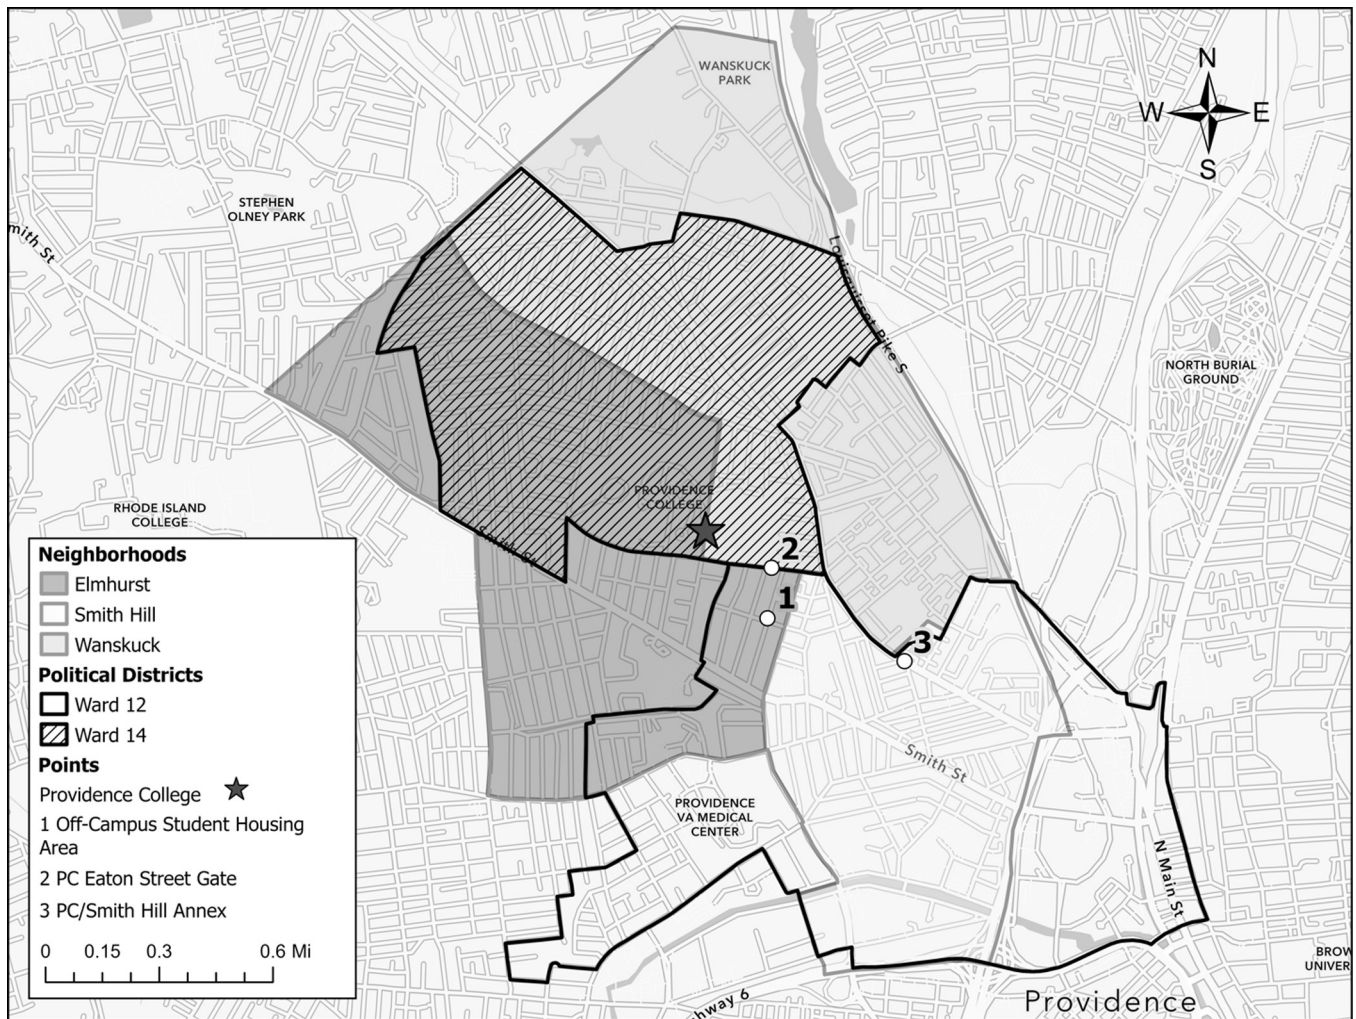 WANSKUCK
PARK
N
W
E
S
STEPHEN
OLNEY PARK
mith St
Louisquisset Pike S
NORTH BURIAL
GROUND
PROVIDENCE
COLLEGE
RHODE ISLAND
COLLEGE
Smith St
2
1
3
Smith St
PROVIDENCE
VA MEDICAL
CENTER
N Main St
BROW
UNIVER
hway 6
Providence
Neighborhoods
Elmhurst
Smith Hill
Wanskuck
Political Districts
Ward 12
Ward 14
Points
Providence College
1 Off-Campus Student Housing
Area
2 PC Eaton Street Gate
3 PC/Smith Hill Annex
0 0.15 0.3 0.6 Mi